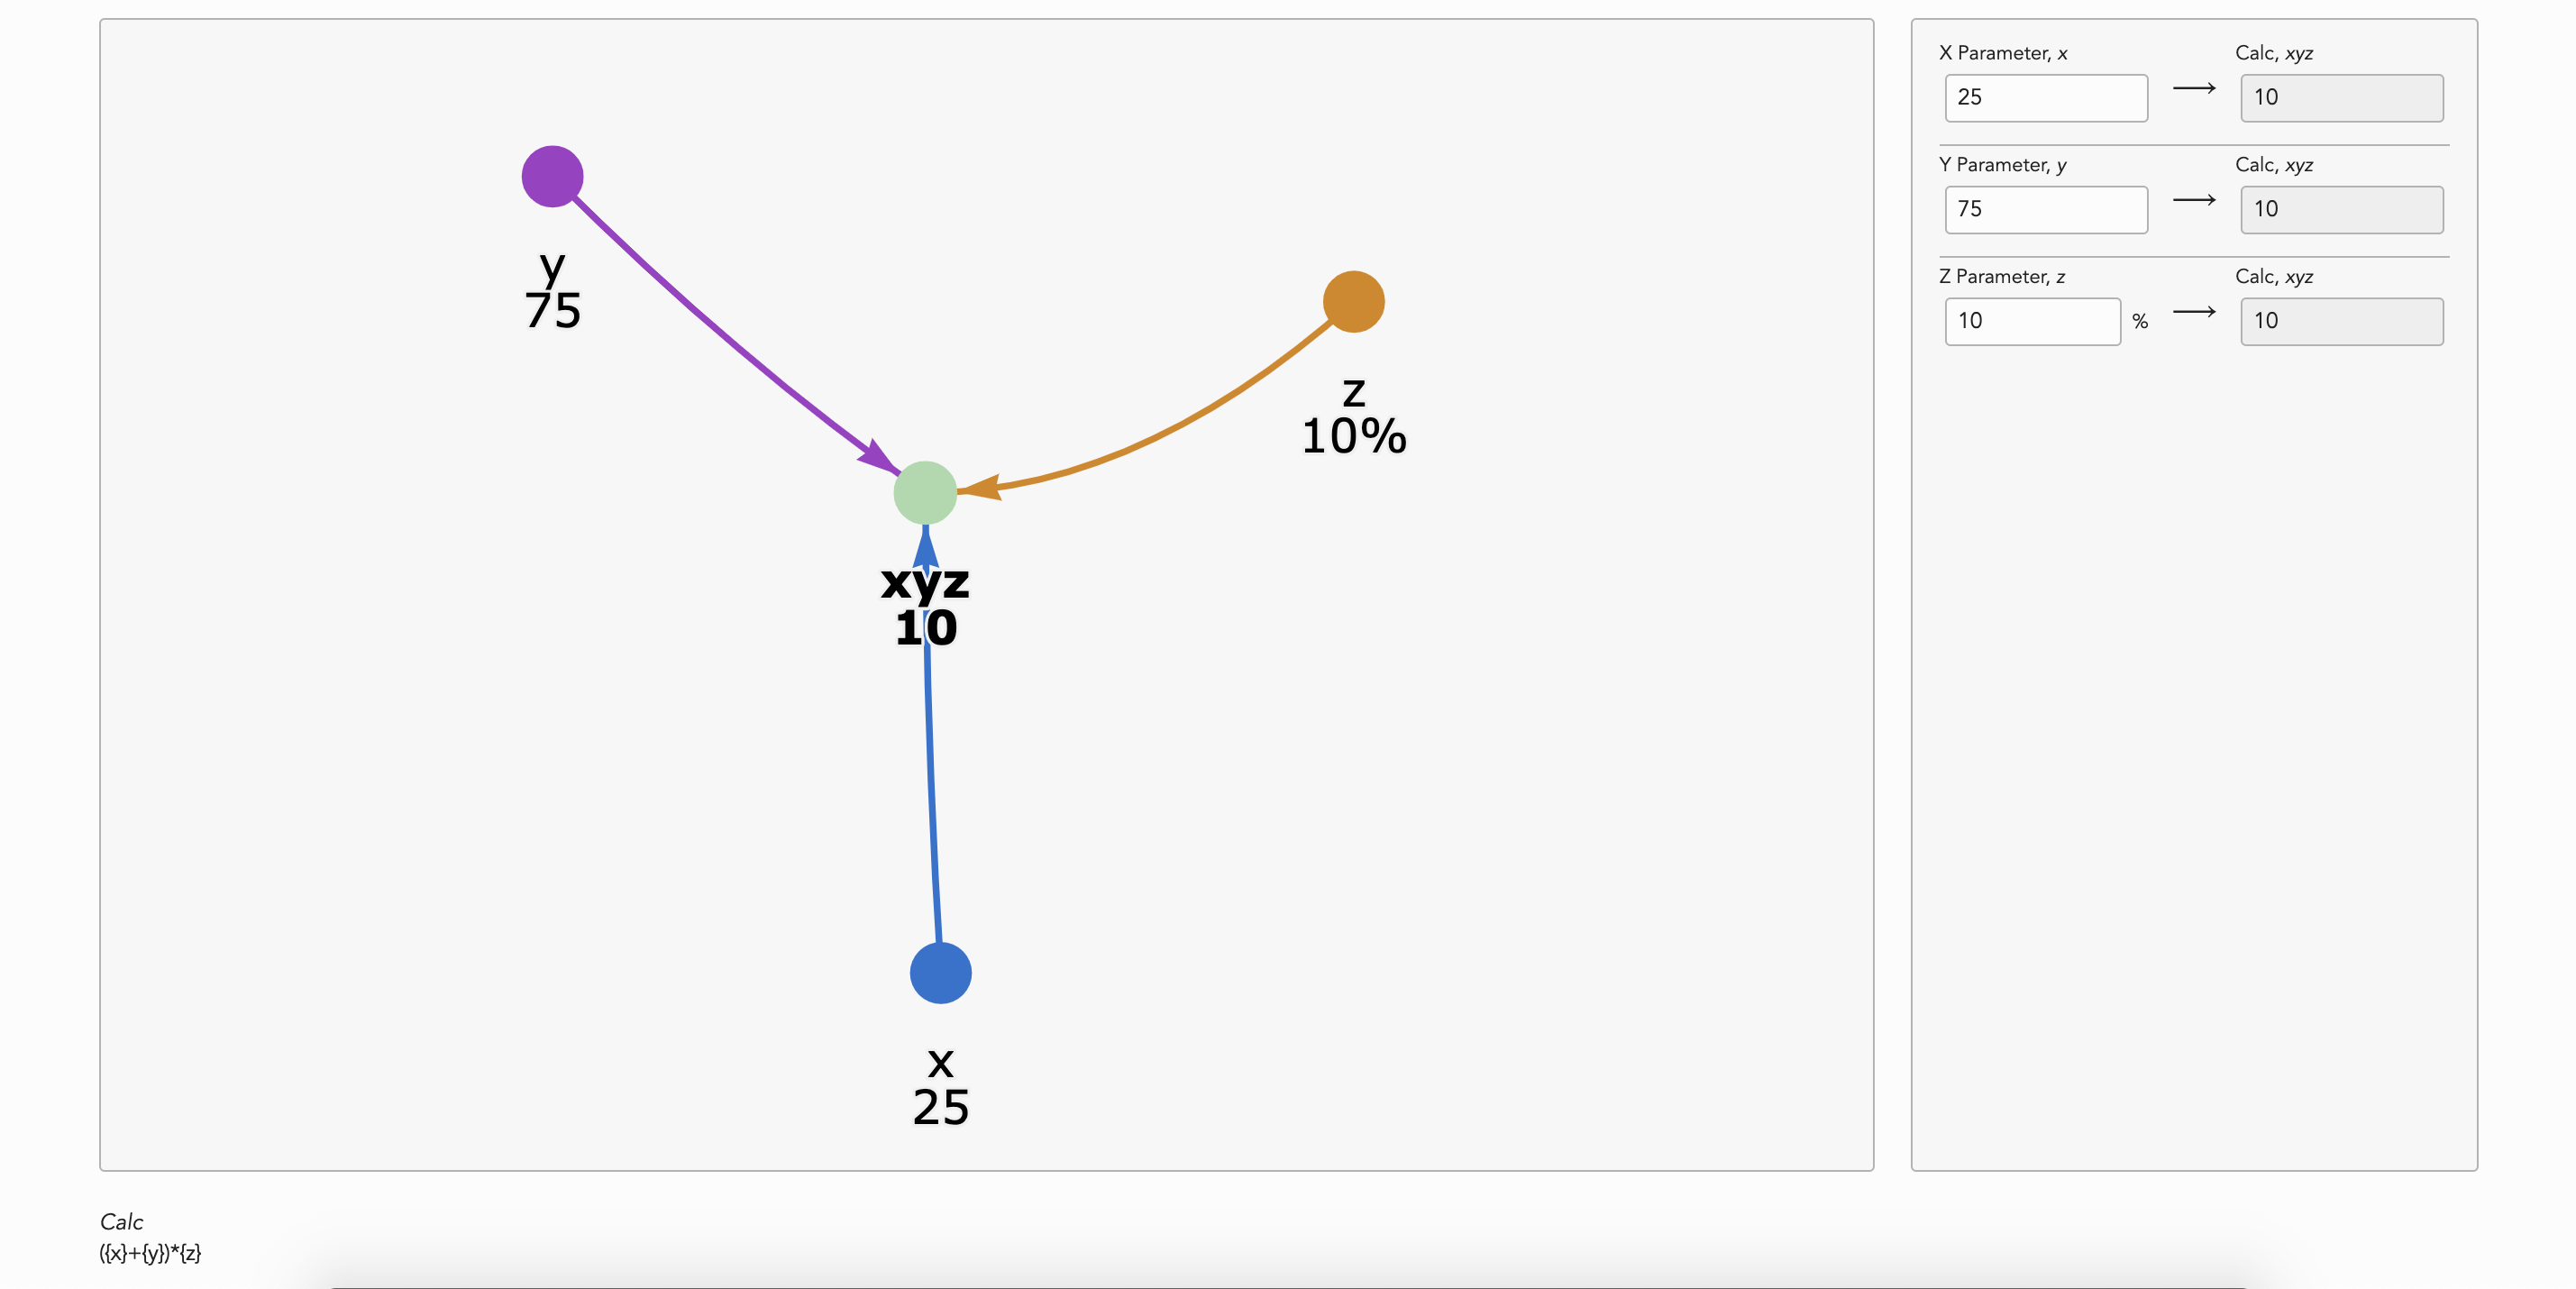 y
75
z
10%
xyz
10
x
25
X Parameter, x
Calc, xyz
25
10
Y Parameter, y
Calc, xyz
75
10
Z Parameter, z
Calc, xyz
10
%
10
Calc
({x}+{y})*{z}